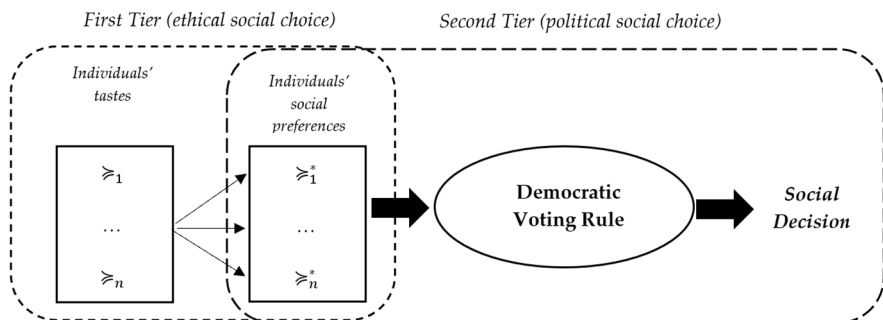 First Tier (ethical social choice)
Second Tier (political social choice)
Individuals'
tastes
Individuals'
social
preferences
≽₁
...
≽ₙ
≽*₁
...
≽*ₙ
Democratic
Voting Rule
Social
Decision